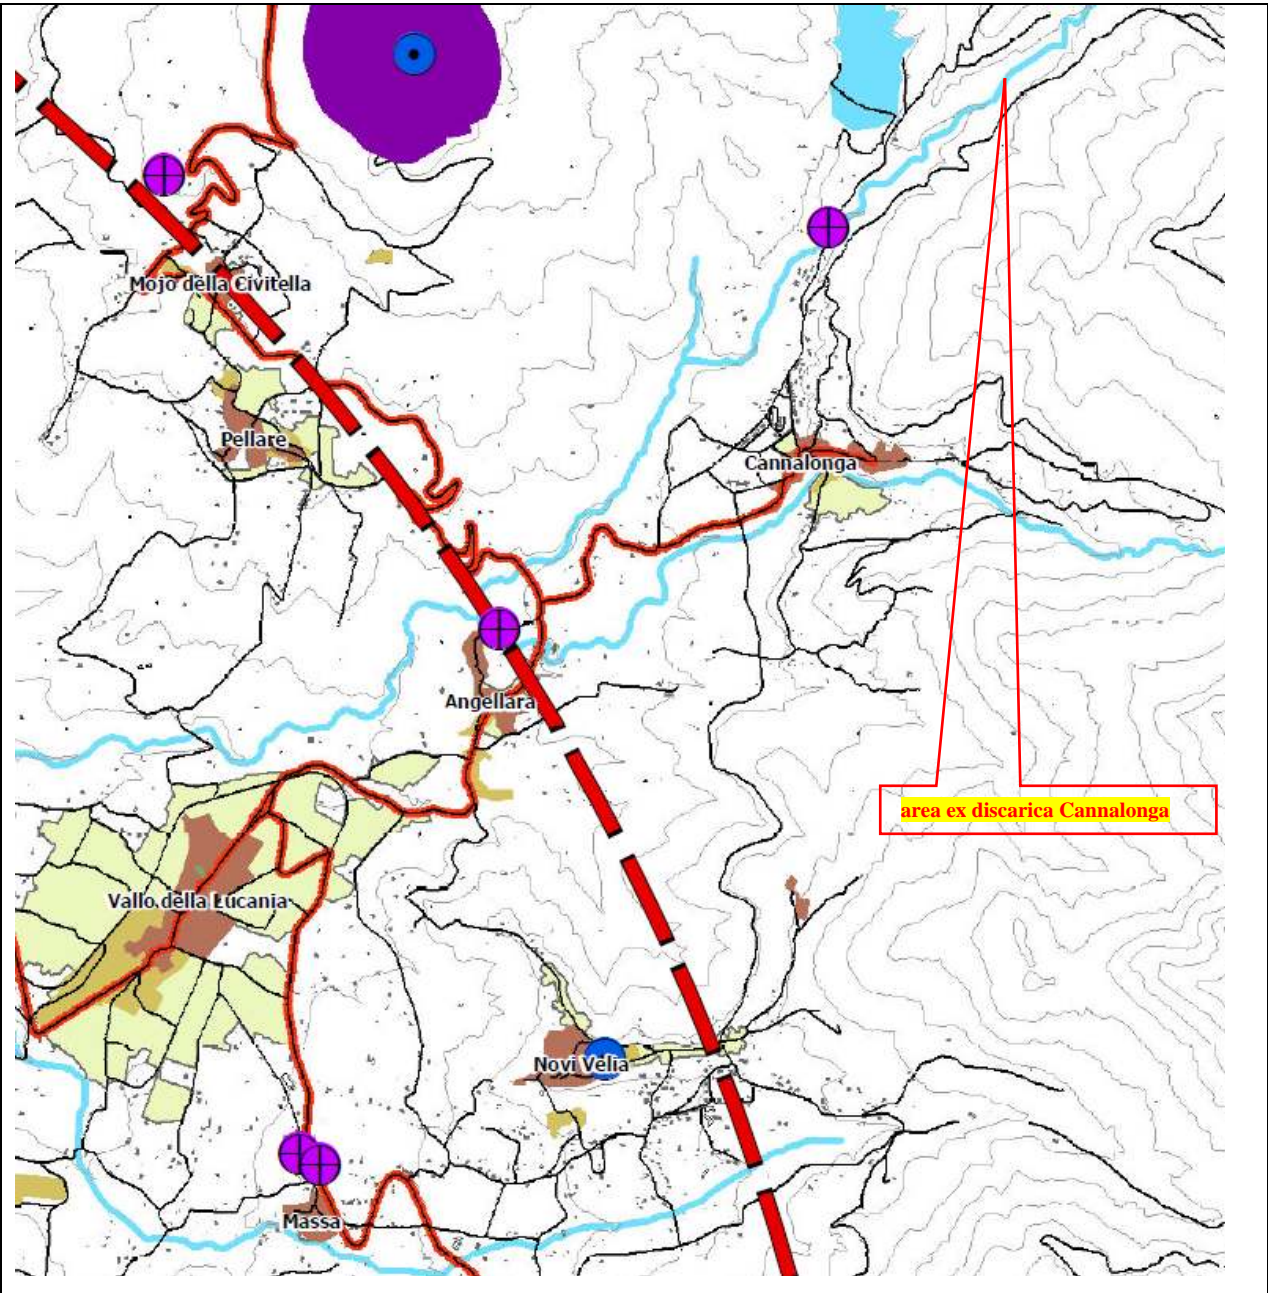 Mojo della Civitella
Pellare
Cannalonga
Angellara
area ex discarica Cannalonga
Vallo della Lucania
Novi Velia
Massa